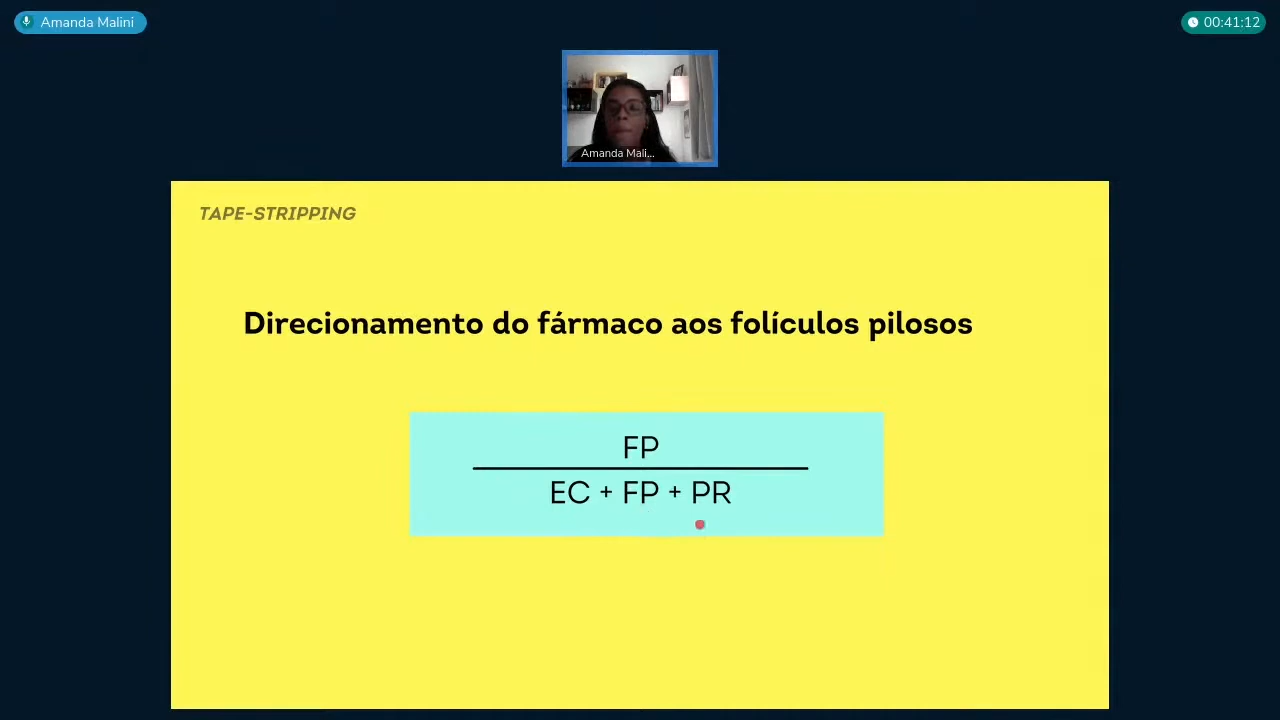 Amanda Malini
00:41:12
Amanda Mali...
TAPE-STRIPPING
Direcionamento do fármaco aos folículos pilosos
FP
EC + FP + PR